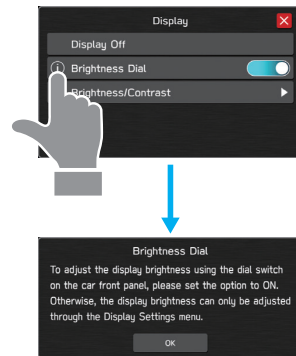 Display
Display Off
Brightness Dial
Brightness/Contrast
Brightness Dial
To adjust the display brightness using the dial switch
on the car front panel, please set the option to ON.
Otherwise, the display brightness can only be adjusted
through the Display Settings menu.
OK